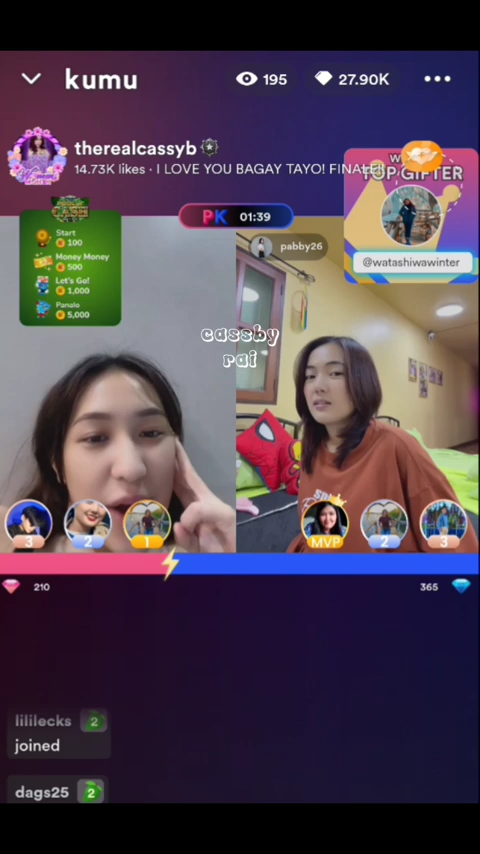 kumu
195
27.90K
therealcassyb
14.73K likes · I LOVE YOU BAGAY TAYO! FINALE!!
TOP GIFTER
@watashiwawinter
PK 01:39
Start
100
Money Money
500
Let's Go!
1,000
Panalo
5,000
pabby26
cassby
rai
3
2
1
MVP
2
3
210
365
lililecks 2
joined
dags25 2